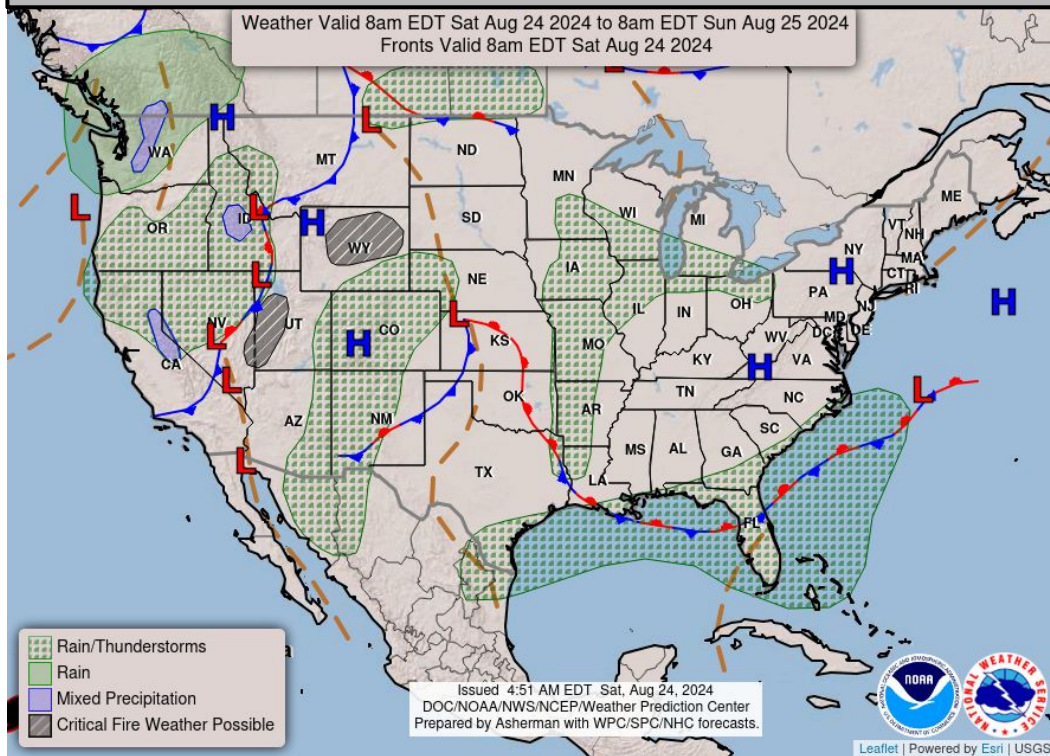 Weather Valid 8am EDT Sat Aug 24 2024 to 8am EDT Sun Aug 25 2024
Fronts Valid 8am EDT Sat Aug 24 2024
H
L
WA
MT
ND
MN
ME
L
L
ID
H
OR
SD
WI
MI
VT
NH
NY
MA
WY
H
CT
RI
L
NE
IA
PA
H
NJ
L
NV
UT
CO
H
L
KS
IL
IN
OH
MD
DE
DC
WV
VA
CA
MO
KY
H
L
AZ
NM
OK
AR
TN
NC
L
SC
L
TX
MS
AL
GA
LA
FL
Rain/Thunderstorms
Rain
Mixed Precipitation
Critical Fire Weather Possible
a
Issued 4:51 AM EDT Sat, Aug 24, 2024
DOC/NOAA/NWS/NCEP/Weather Prediction Center
Prepared by Asherman with WPC/SPC/NHC forecasts.
NOAA
NATIONAL WEATHER SERVICE
Leaflet | Powered by Esri | USGS